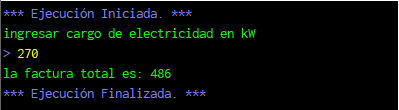 *** Ejecución Iniciada. ***
ingresar cargo de electricidad en kW
> 270
la factura total es: 486
*** Ejecución Finalizada. ***